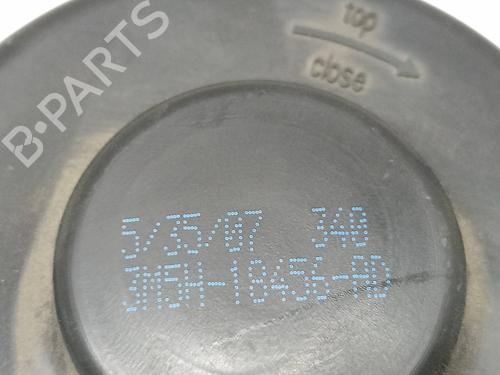 top
close
5/35/07 340
3M5H-18456-AD
B-PARTS